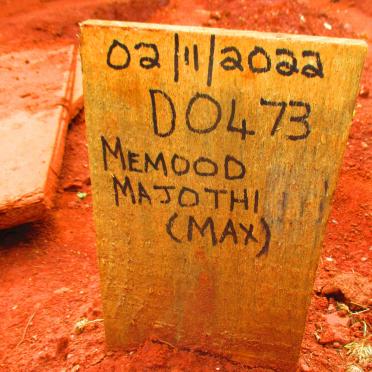 02/11/2022
D0473
MEMOOD
MAJOTHI
(MAX)